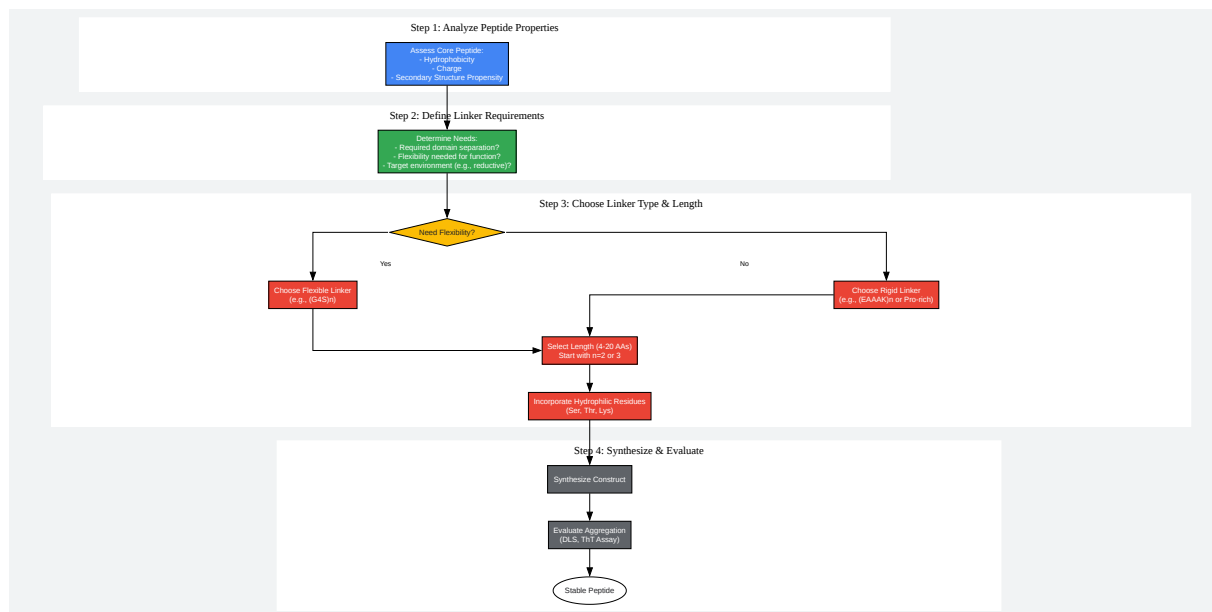 Step 1: Analyze Peptide Properties
Assess Core Peptide:
- Hydrophobicity
- Charge
- Secondary Structure Propensity
Step 2: Define Linker Requirements
Determine Needs:
- Required domain separation?
- Flexibility needed for function?
- Target environment (e.g., reductive)?
Step 3: Choose Linker Type & Length
Need Flexibility?
Yes
No
Choose Flexible Linker
(e.g., (G4S)n)
Choose Rigid Linker
(e.g., (EAAAK)n or Pro-rich)
Select Length (4-20 AAs)
Start with n=2 or 3
Incorporate Hydrophilic Residues
(Ser, Thr, Lys)
Step 4: Synthesize & Evaluate
Synthesize Construct
Evaluate Aggregation
(DLS, ThT Assay)
Stable Peptide